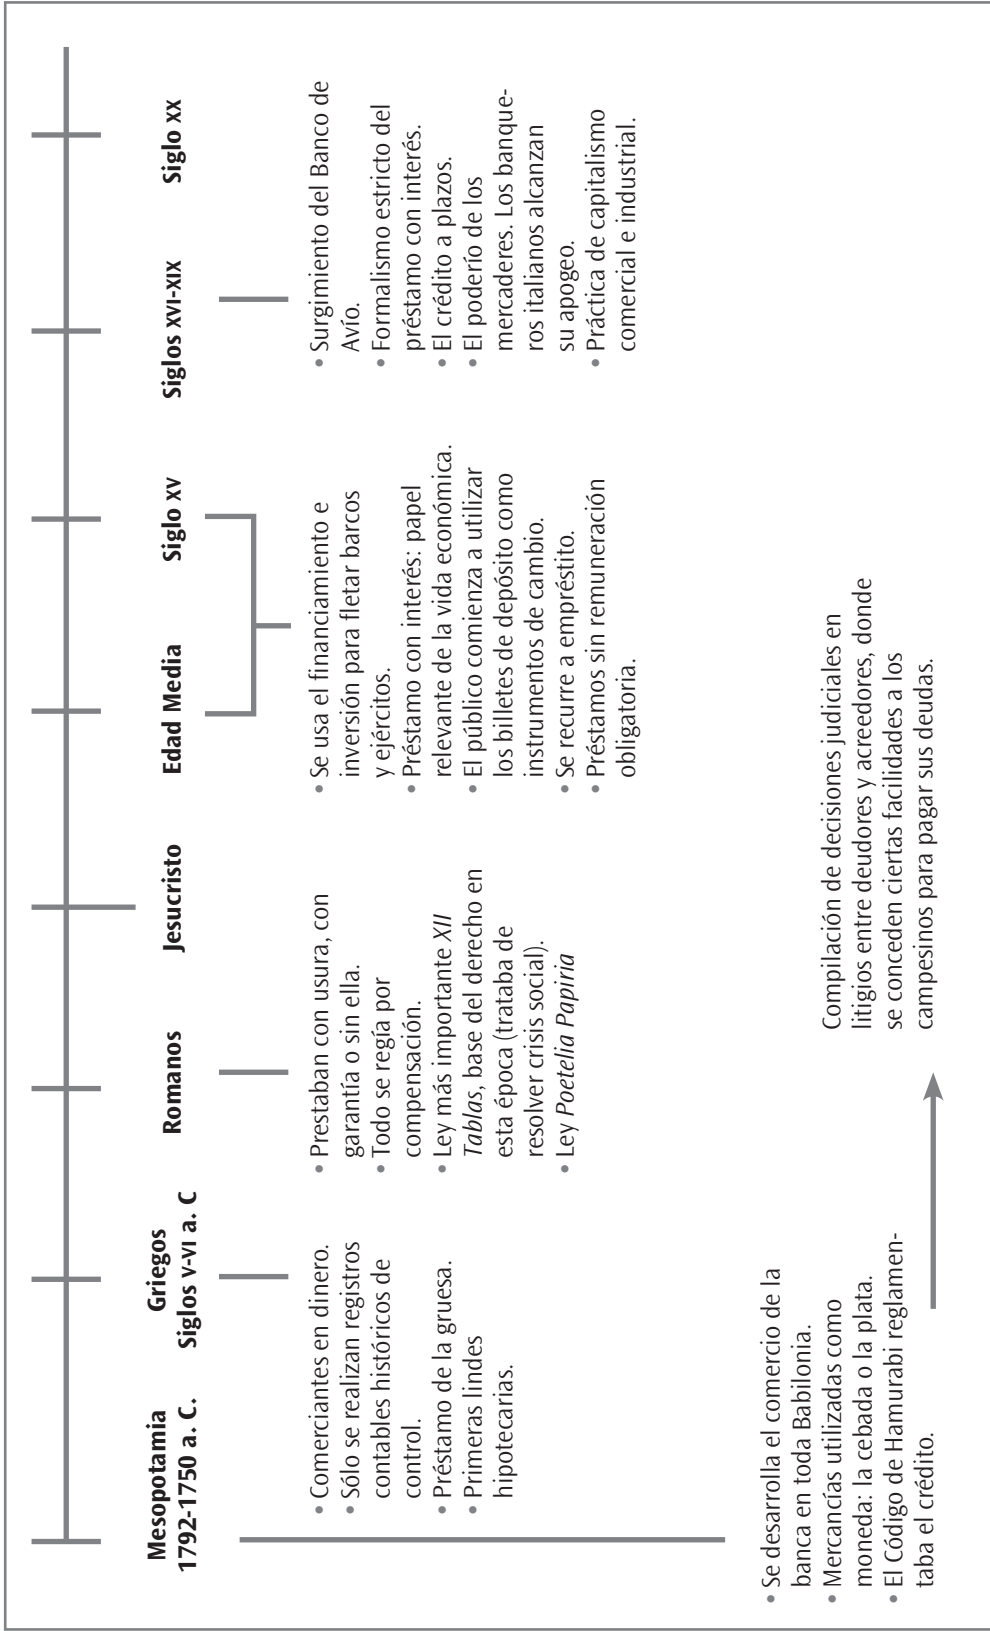 Mesopotamia
1792-1750 a. C.
Griegos
Siglos V-VI a. C
Romanos
Jesucristo
Edad Media
Siglo XV
Siglos XVI-XIX
Siglo XX
• Comerciantes en dinero.
• Sólo se realizan registros
contables históricos de
control.
• Préstamo de la gruesa.
• Primeras lindes
hipotecarias.
• Prestaban con usura, con
garantía o sin ella.
• Todo se regía por
compensación.
• Ley más importante XII
Tablas, base del derecho en
esta época (trataba de
resolver crisis social).
• Ley Poetelia Papiria
• Se usa el financiamiento e
inversión para fletar barcos
y ejércitos.
• Préstamo con interés: papel
relevante de la vida económica.
• El público comienza a utilizar
los billetes de depósito como
instrumentos de cambio.
• Se recurre a empréstito.
• Préstamos sin remuneración
obligatoria.
• Surgimiento del Banco de
Avío.
• Formalismo estricto del
préstamo con interés.
• El crédito a plazos.
• El poderío de los
mercaderes. Los banque-
ros italianos alcanzan
su apogeo.
• Práctica de capitalismo
comercial e industrial.
• Se desarrolla el comercio de la
banca en toda Babilonia.
• Mercancías utilizadas como
moneda: la cebada o la plata.
• El Código de Hamurabi reglamen-
taba el crédito.
Compilación de decisiones judiciales en
litigios entre deudores y acreedores, donde
se conceden ciertas facilidades a los
campesinos para pagar sus deudas.